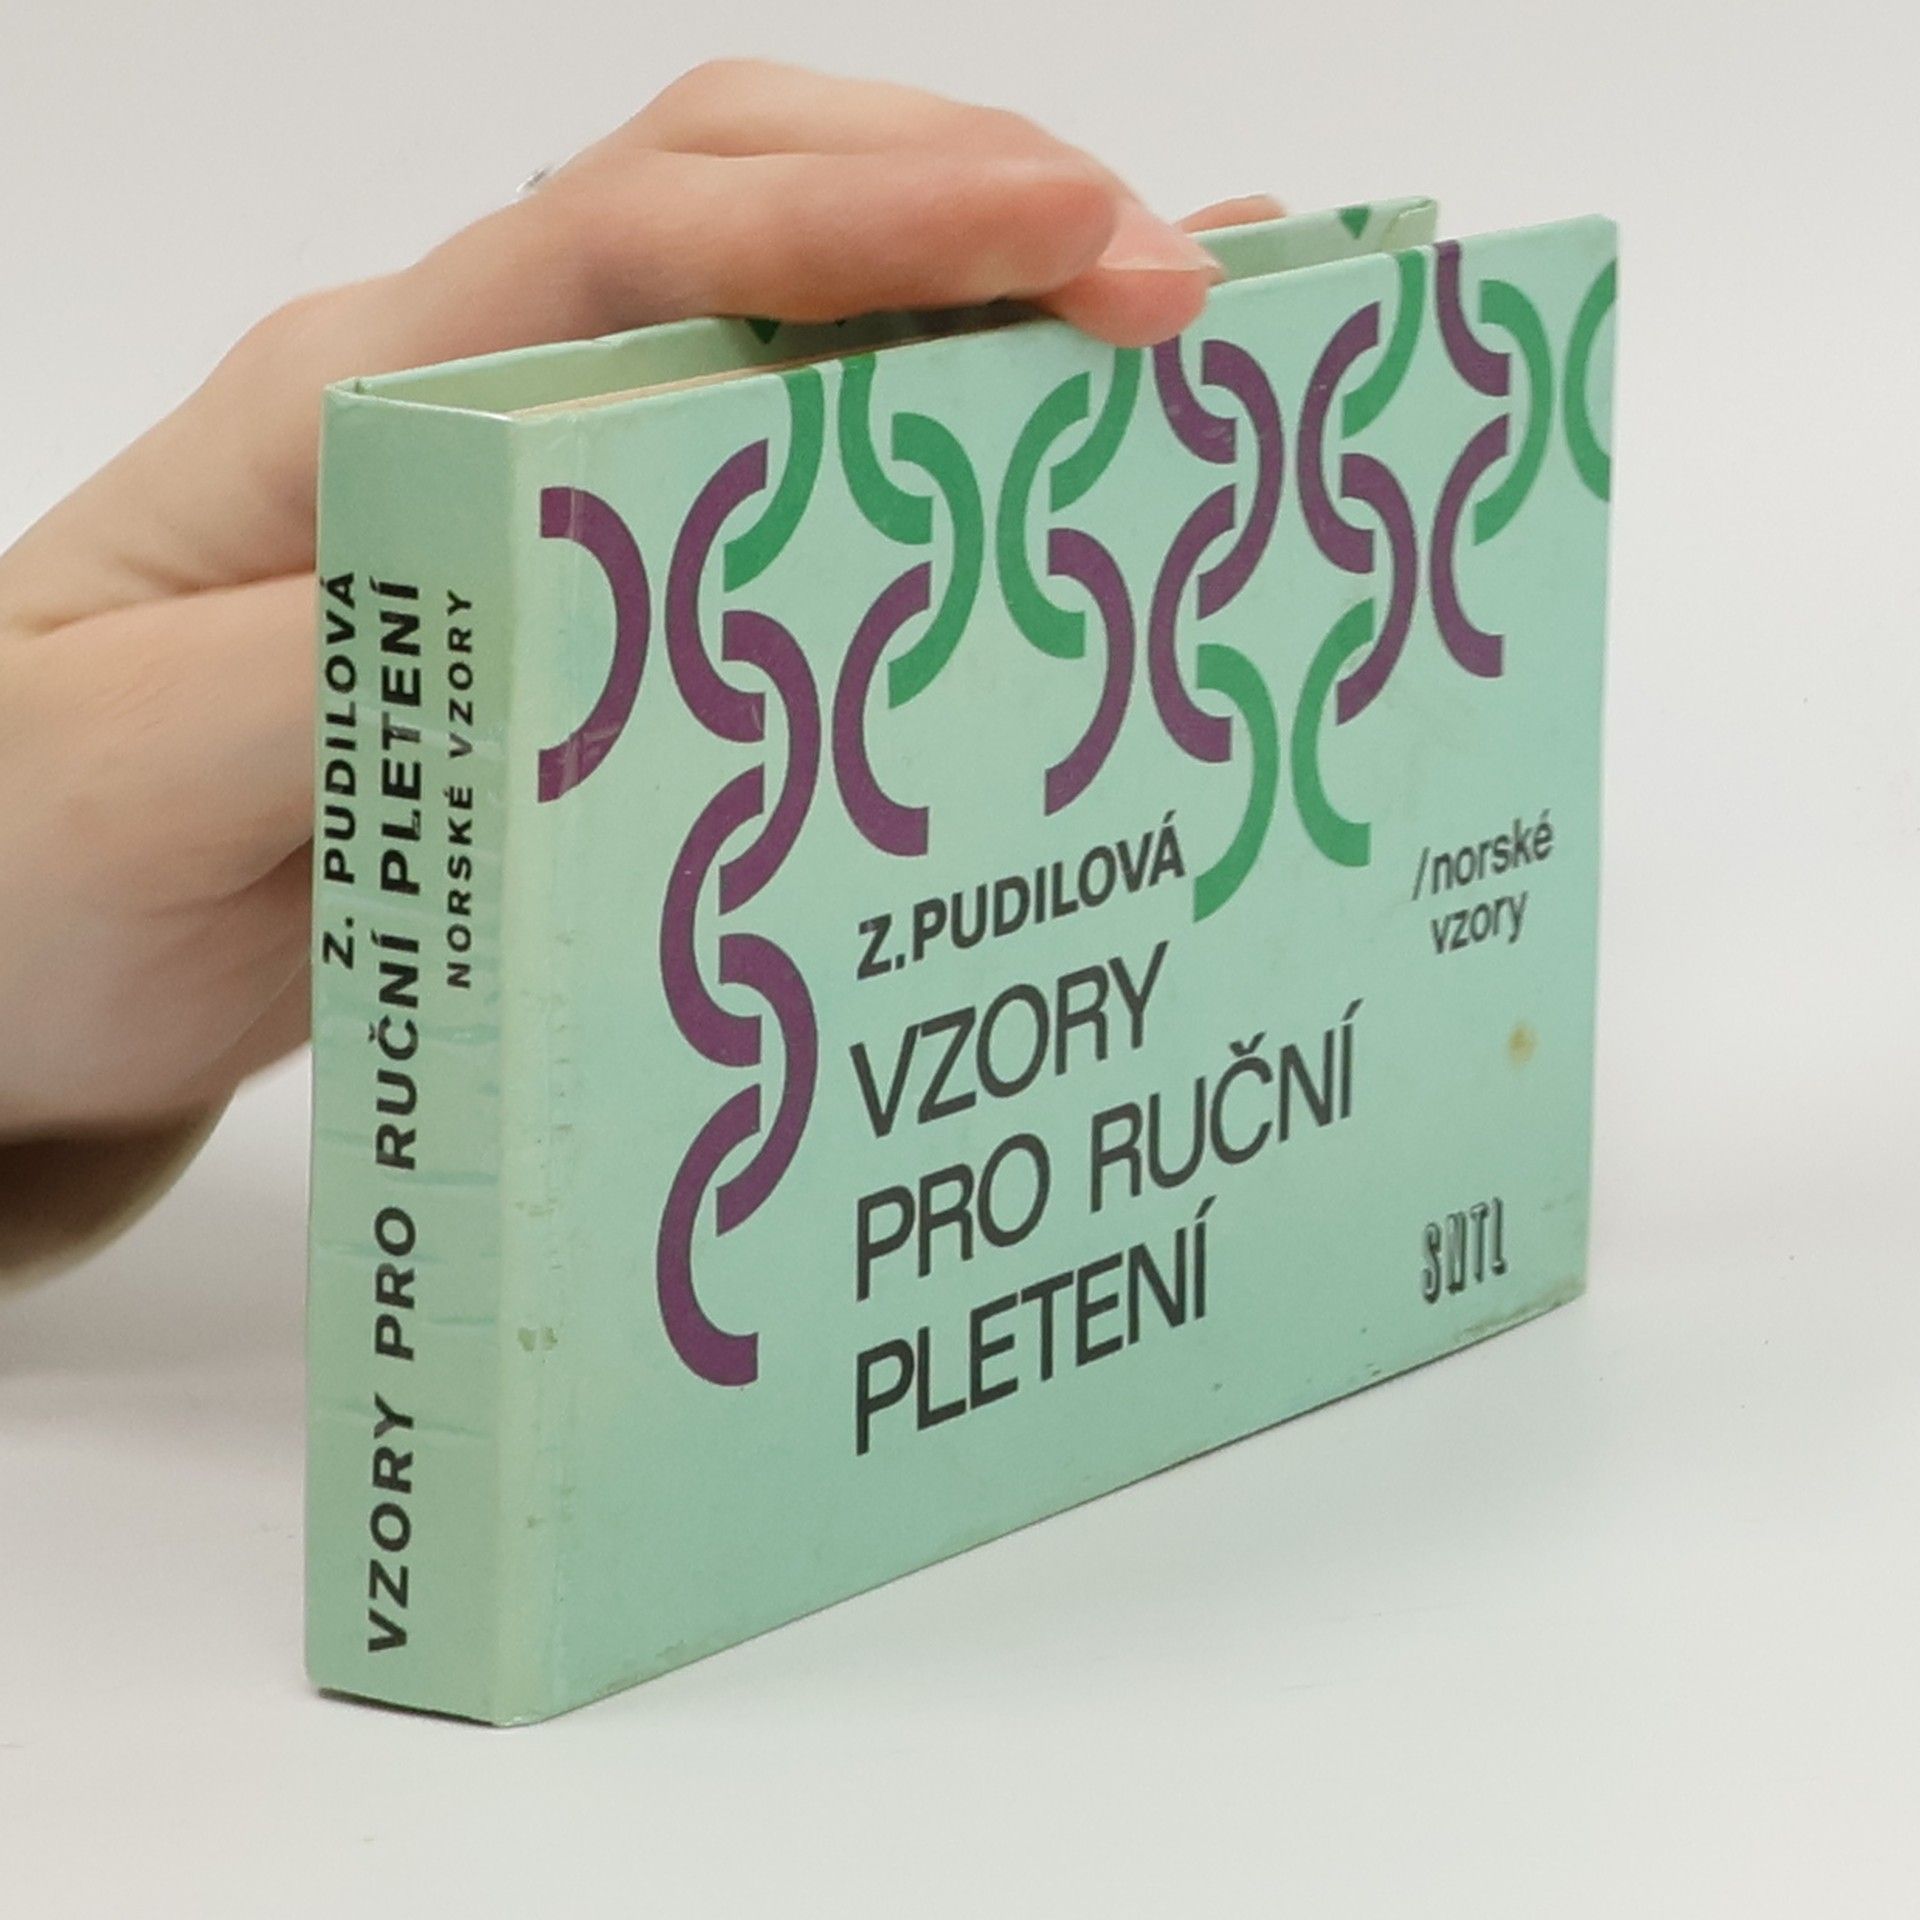 Z. PUDILOVÁ
VZORY PRO RUČNÍ PLETENÍ
NORSKÉ VZORY
Z.PUDILOVÁ
VZORY
PRO RUČNÍ
PLETENÍ
/norské
vzory
SNTL